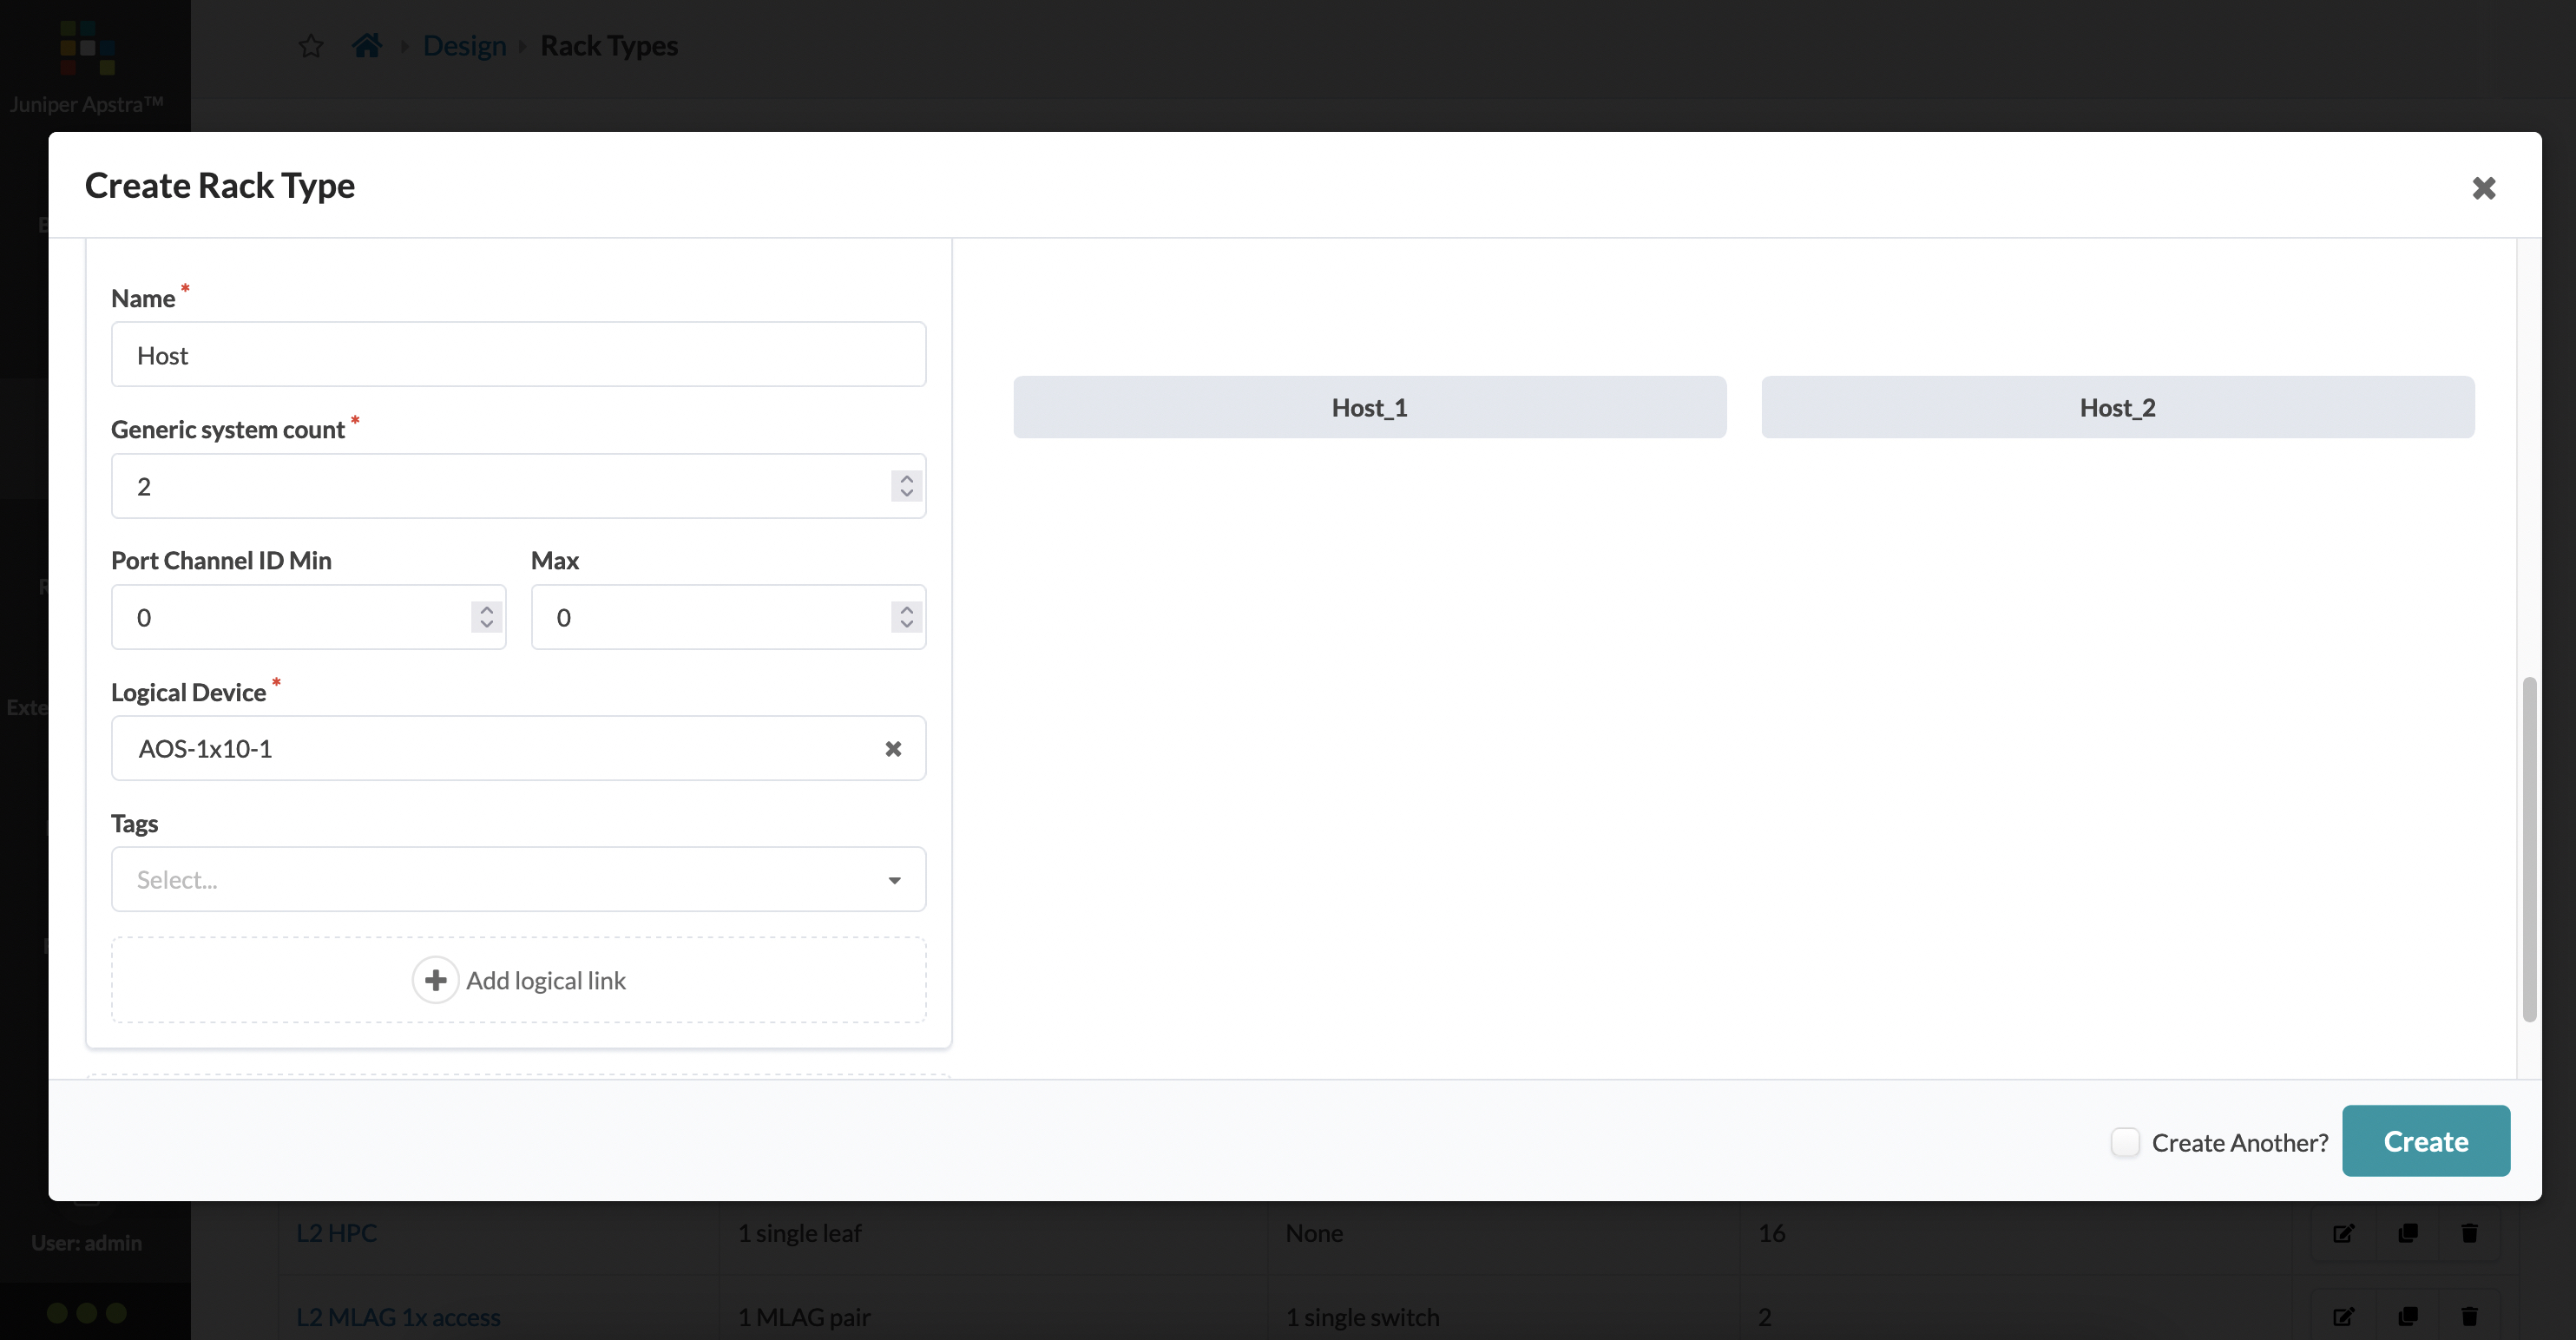 Juniper Apstra™
Design
Rack Types
Create Rack Type
Name *
Host
Generic system count *
2
Port Channel ID Min
Max
0
0
Logical Device *
AOS-1x10-1
Tags
Select...
Add logical link
Host_1
Host_2
Create Another?
Create
User: admin
L2 HPC
1 single leaf
None
16
L2 MLAG 1x access
1 MLAG pair
1 single switch
2